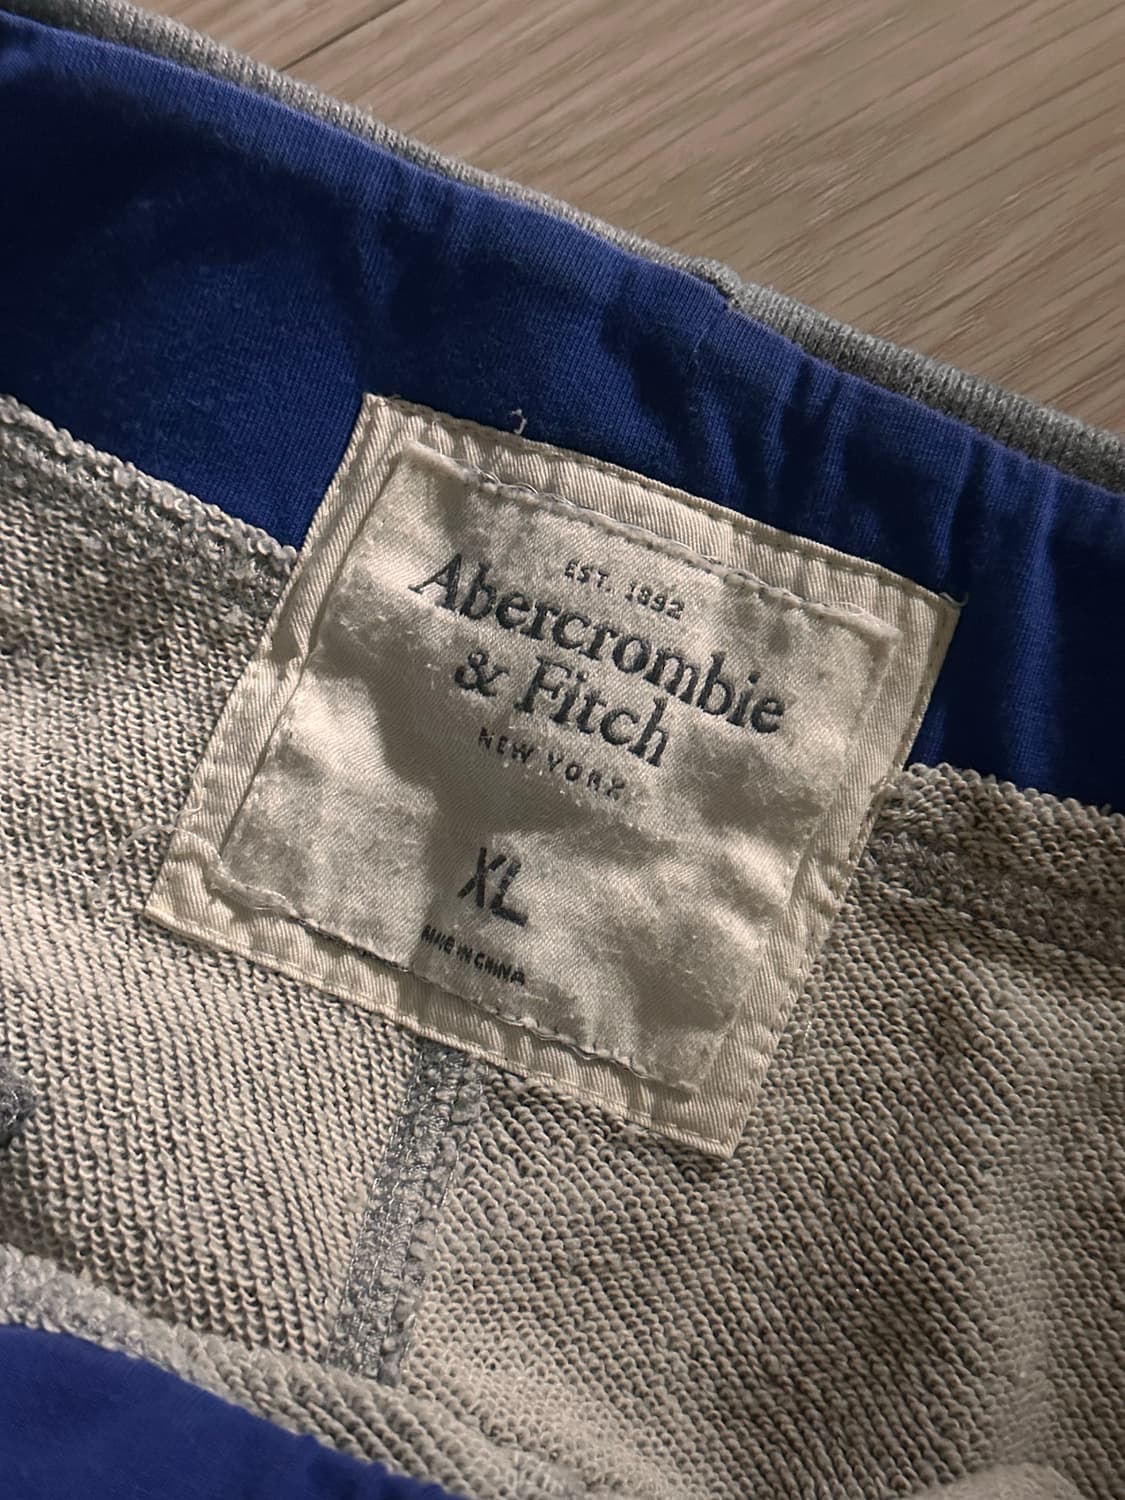 EST. 1892
Abercrombie
& Fitch
NEW YORK
XL
MADE IN CHINA